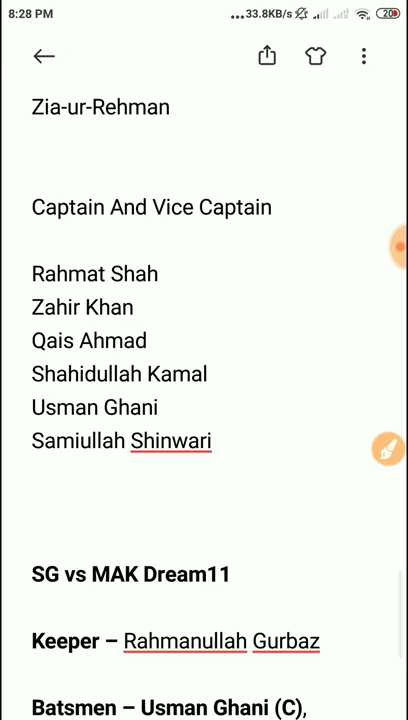 8:28 PM ...33.8KB/s 20
Zia-ur-Rehman
Captain And Vice Captain
Rahmat Shah
Zahir Khan
Qais Ahmad
Shahidullah Kamal
Usman Ghani
Samiullah Shinwari
SG vs MAK Dream11
Keeper – Rahmanullah Gurbaz
Batsmen – Usman Ghani (C),